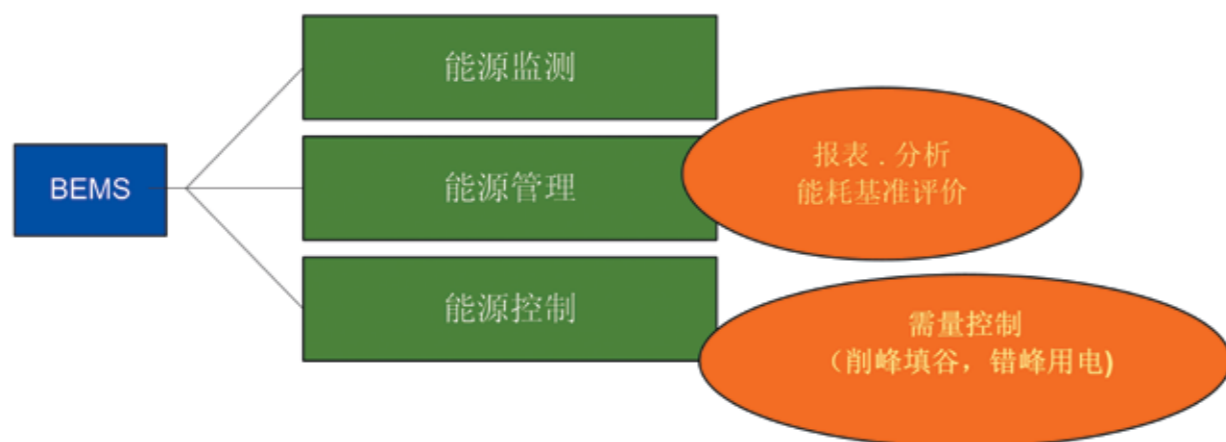 能源监测
BEMS
能源管理
报表 . 分析
能耗基准评价
能源控制
需量控制
（削峰填谷，错峰用电)